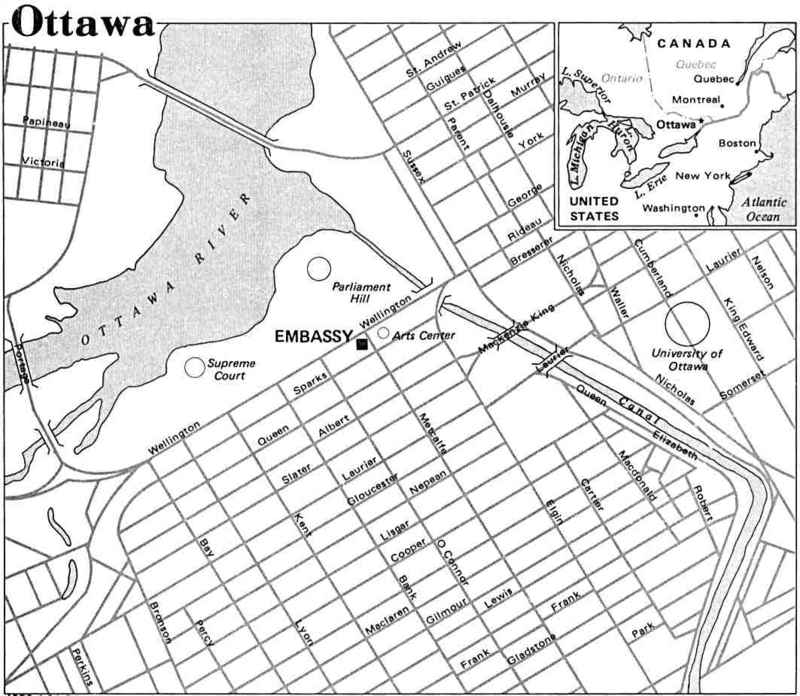 Ottawa
CANADA
Quebec
Ontario
Quebec
L. Superior
Montreal
Ottawa
L. Huron
L. Michigan
Boston
L. Erie
New York
UNITED
STATES
Washington
Atlantic
Ocean
St. Andrew
Guigues
St. Patrick
Murray
Dalhousie
Parent
York
Sussex
George
Rideau
Besserer
Papineau
Victoria
OTTAWA RIVER
Parliament
Hill
Wellington
EMBASSY
Arts Center
Mackenzie King
Nicholas
Waller
Cumberland
Laurier
Nelson
King Edward
University of
Ottawa
Laurier
Nicholas
Somerset
Queen
Elizabeth
Canal
Portage
Supreme
Court
Sparks
Wellington
Queen
Albert
Metcalfe
Slater
Laurier
Gloucester
Nepean
Kent
Lisgar
Cooper
O Connor
Bay
Bank
Elgin
Cartier
Macdonald
Robert
Bronson
Percy
Lyon
Maclaren
Gilmour
Lewis
Frank
Frank
Gladstone
Park
Perkins